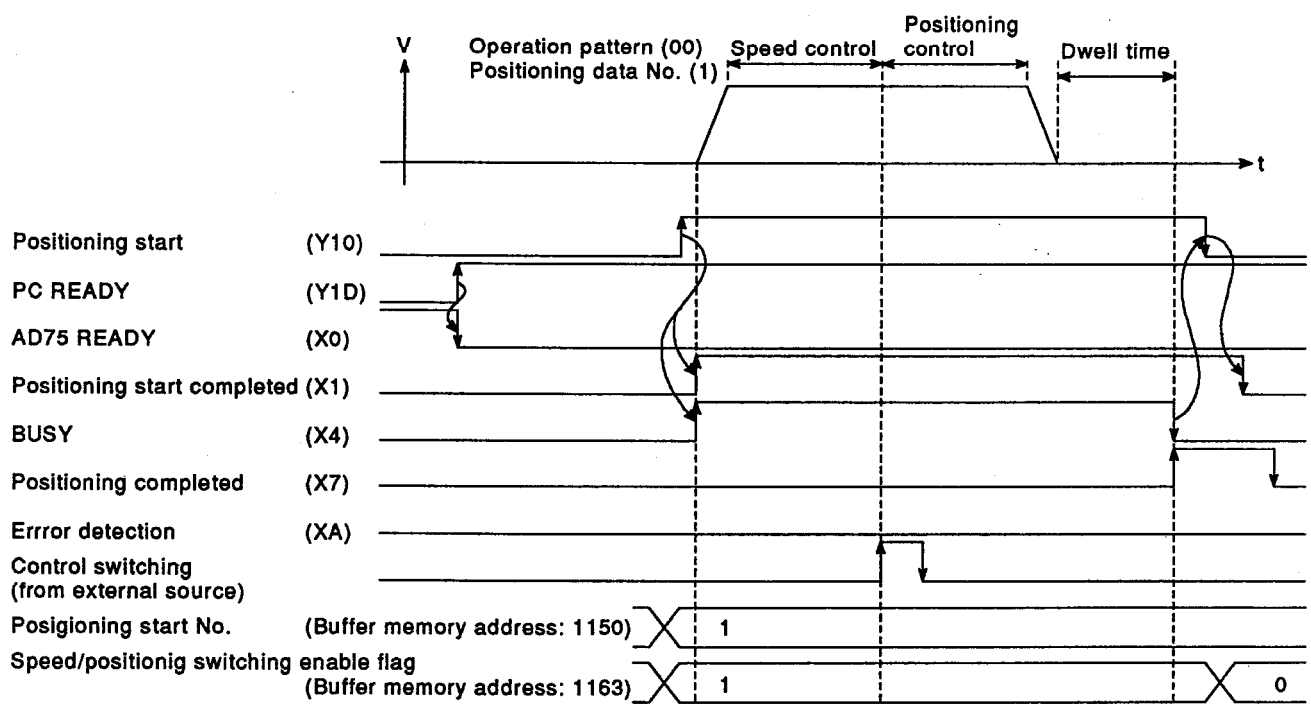 V
Operation pattern (00)
Positioning data No. (1)
Speed control
Positioning
control
Dwell time
t
Positioning start (Y10)
PC READY (Y1D)
AD75 READY (X0)
Positioning start completed (X1)
BUSY (X4)
Positioning completed (X7)
Errror detection (XA)
Control switching
(from external source)
Posigioning start No. (Buffer memory address: 1150) 1
Speed/positionig switching enable flag
(Buffer memory address: 1163) 1 0